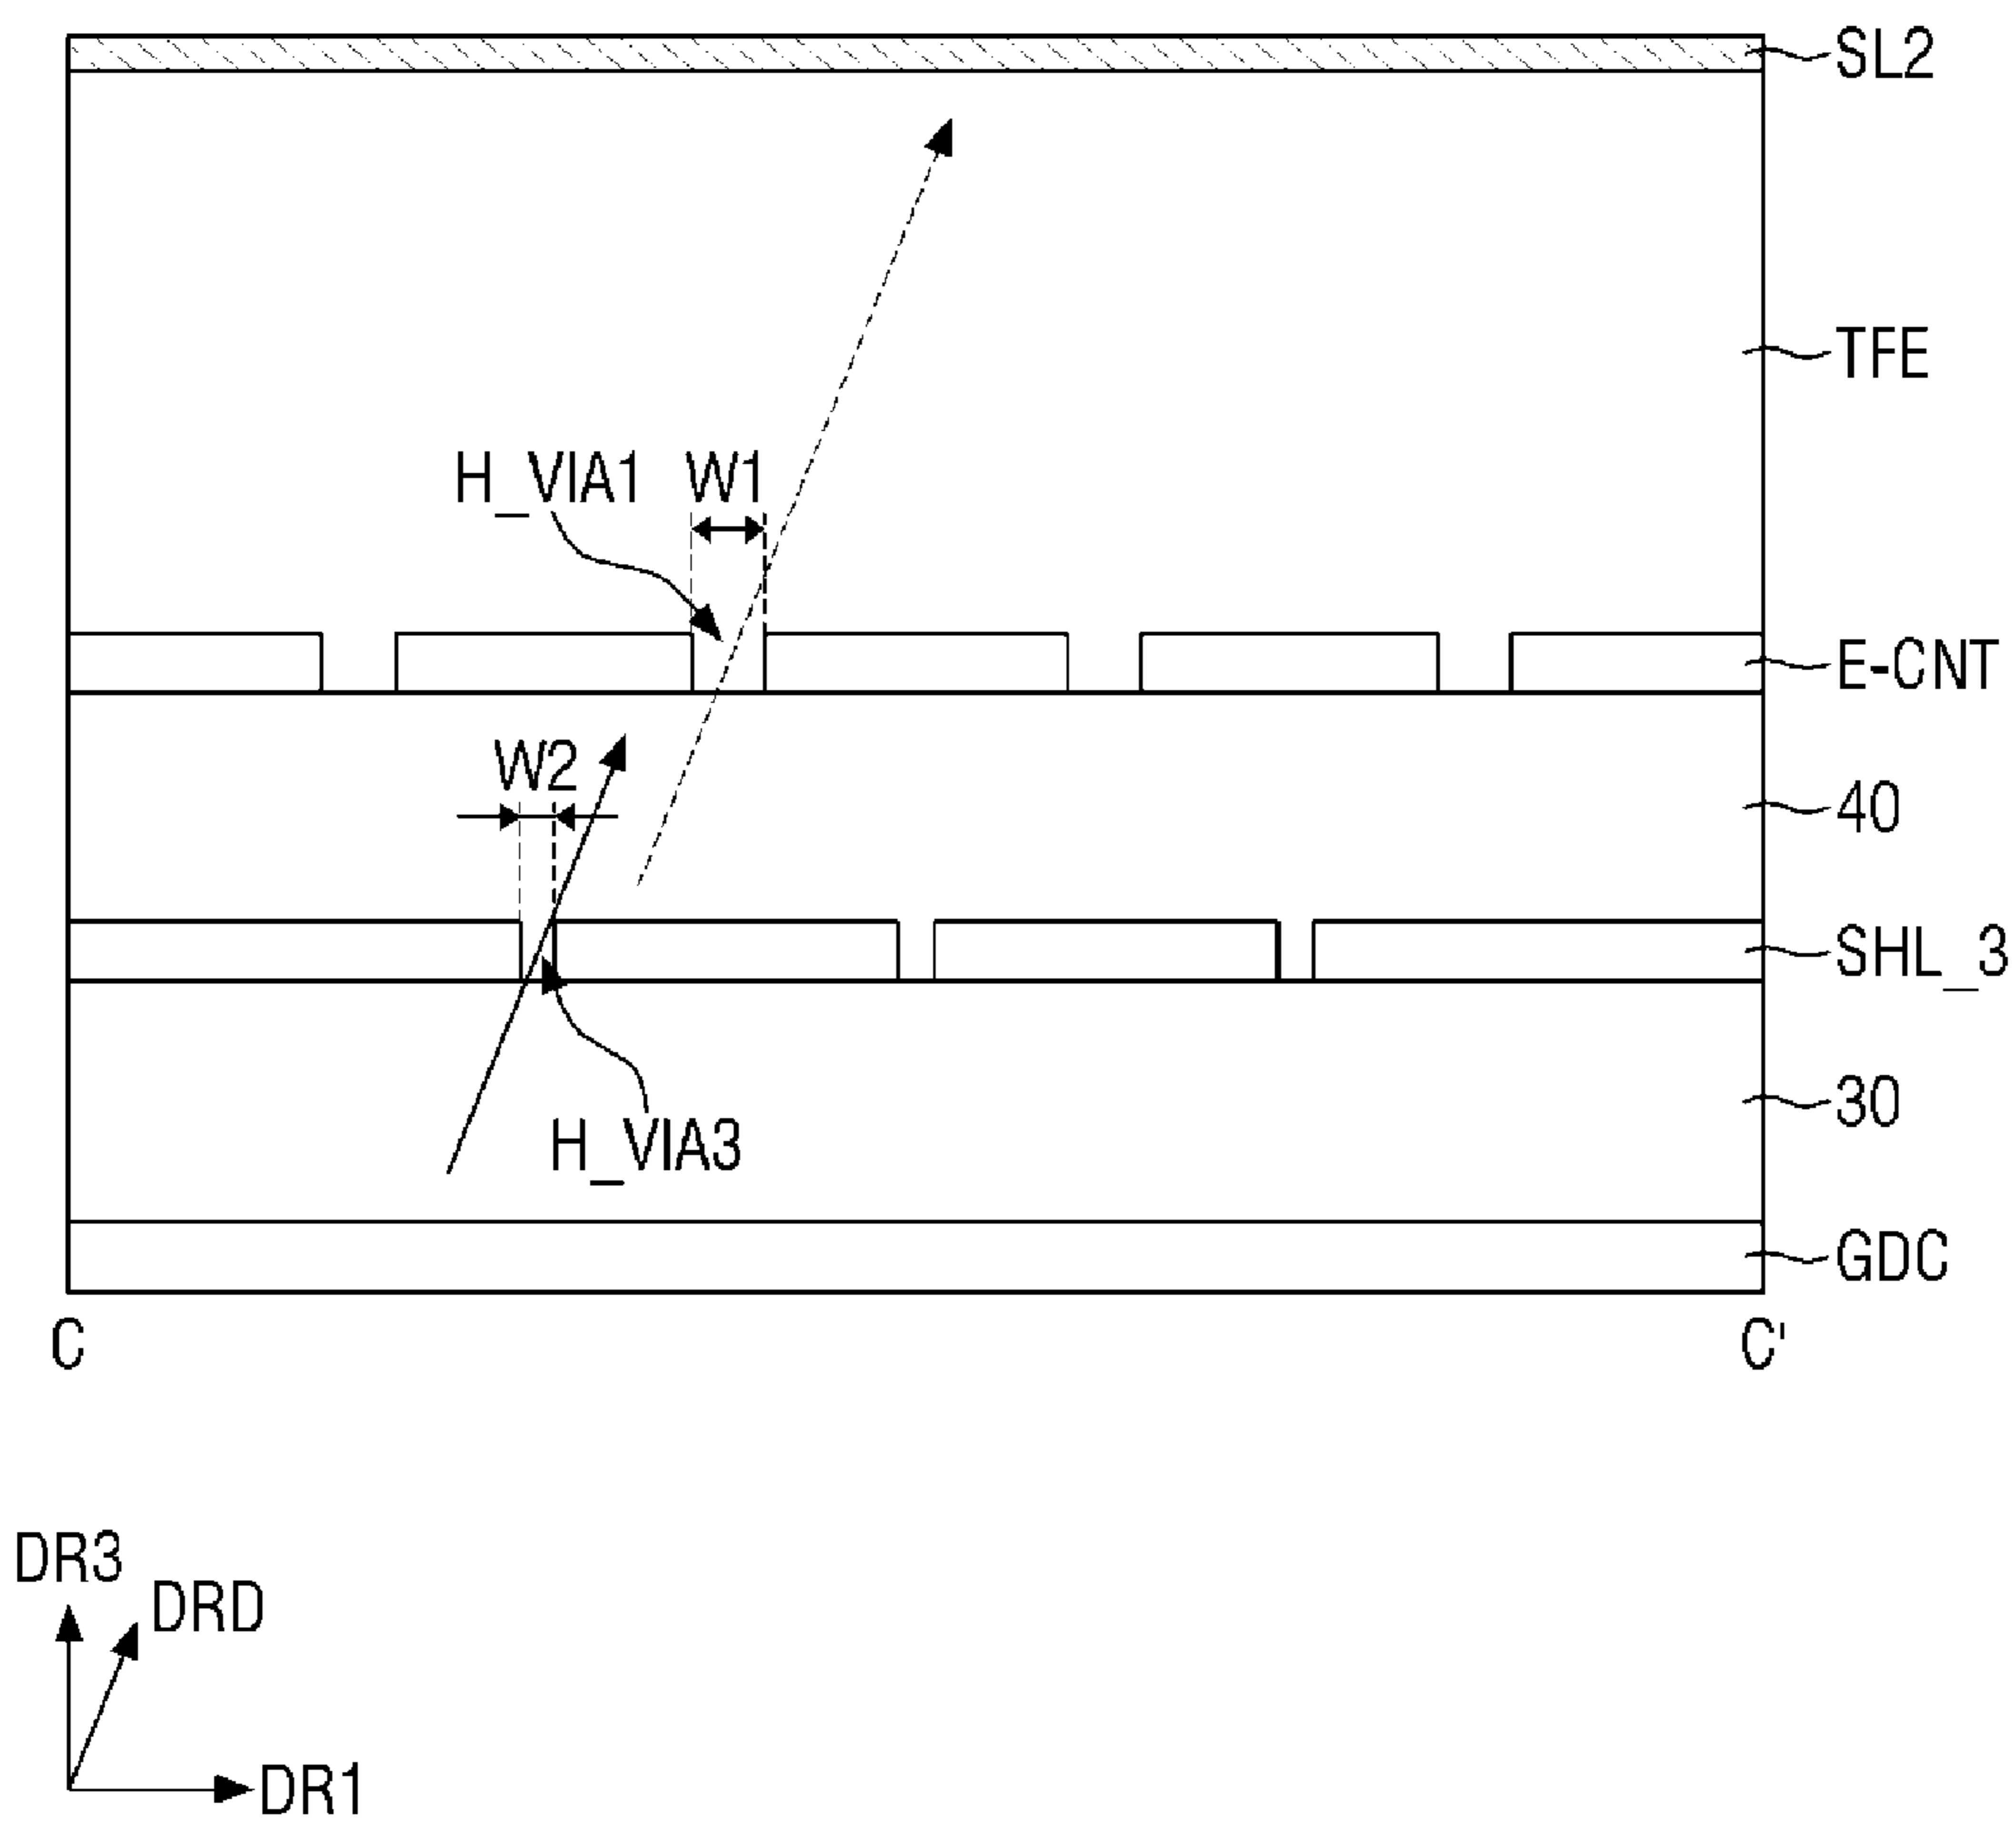 SL2
TFE
H_VIA1 W1
E-CNT
W2
40
SHL_3
30
H_VIA3
GDC
C C'
DR3
DRD
DR1